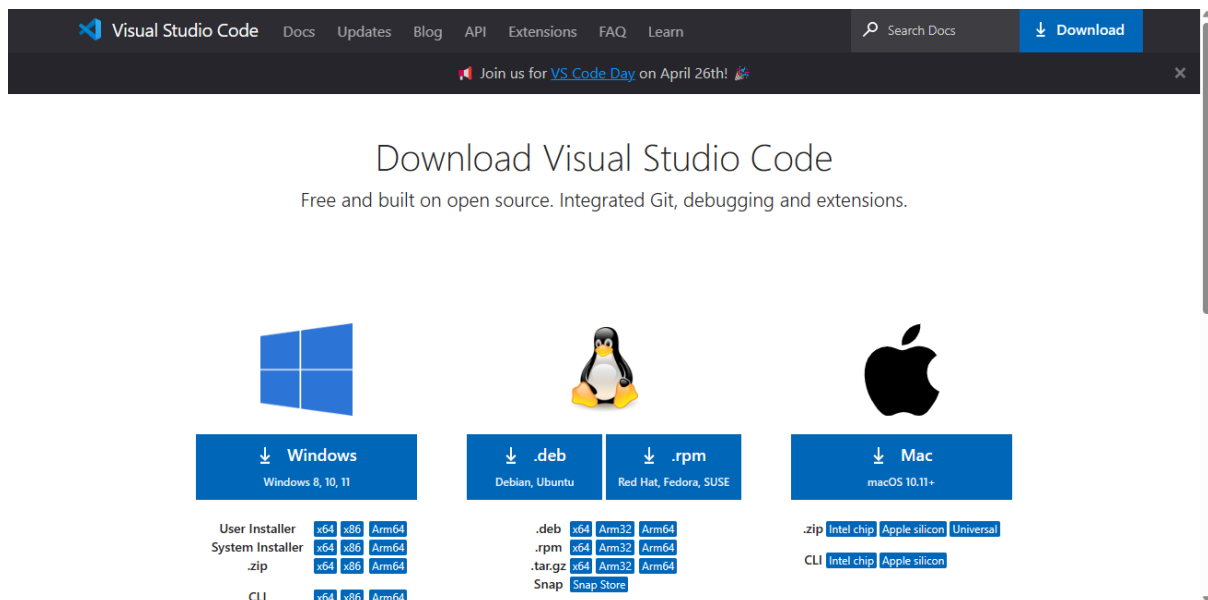 Visual Studio Code Docs Updates Blog API Extensions FAQ Learn Search Docs Download
Join us for VS Code Day on April 26th!
Download Visual Studio Code
Free and built on open source. Integrated Git, debugging and extensions.
Windows
Windows 8, 10, 11
User Installer x64 x86 Arm64
System Installer x64 x86 Arm64
.zip x64 x86 Arm64
CLI x64 x86 Arm64
.deb
Debian, Ubuntu
.rpm
Red Hat, Fedora, SUSE
.deb x64 Arm32 Arm64
.rpm x64 Arm32 Arm64
.tar.gz x64 Arm32 Arm64
Snap Snap Store
Mac
macOS 10.11+
.zip Intel chip Apple silicon Universal
CLI Intel chip Apple silicon